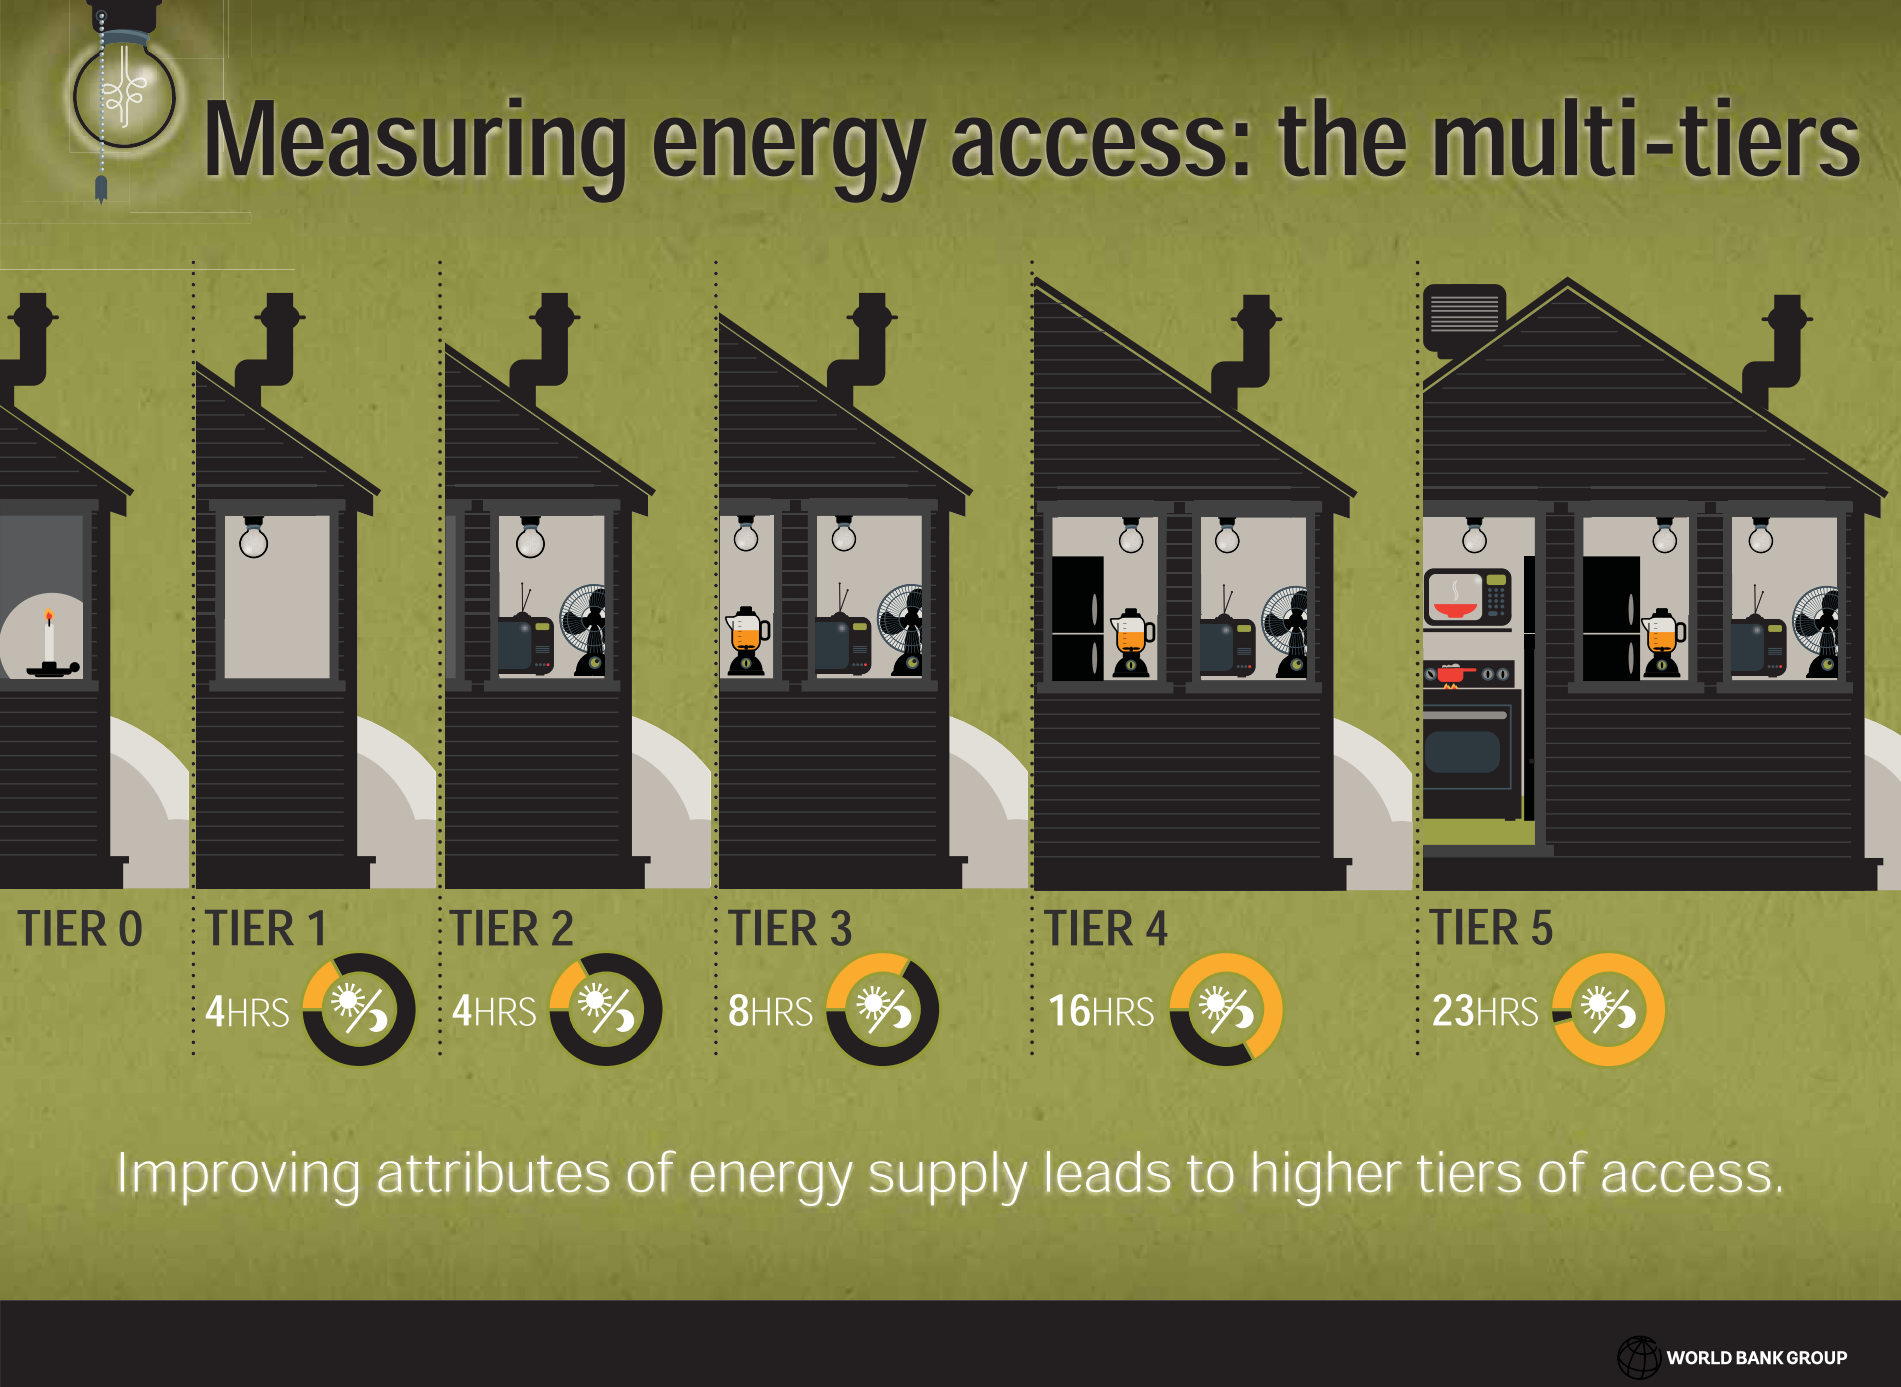 Measuring energy access: the multi-tiers
TIER 0
TIER 1
4HRS
TIER 2
4HRS
TIER 3
8HRS
TIER 4
16HRS
TIER 5
23HRS
Improving attributes of energy supply leads to higher tiers of access.
WORLD BANK GROUP